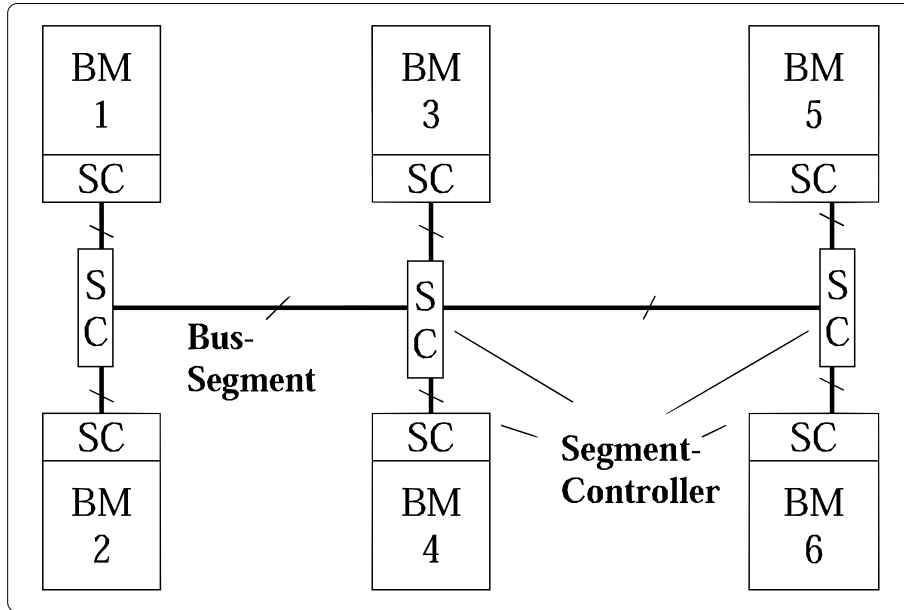 BM
1
SC
BM
3
SC
BM
5
SC
S
C
S
C
S
C
Bus-
Segment
Segment-
Controller
SC
BM
2
SC
BM
4
SC
BM
6